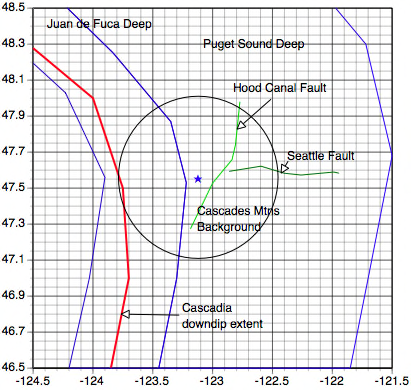 48.5
48.3
48.1
47.9
47.7
47.5
47.3
47.1
46.9
46.7
46.5
-124.5
-124
-123.5
-123
-122.5
-122
-121.5
Juan de Fuca Deep
Puget Sound Deep
Hood Canal Fault
Seattle Fault
Cascades Mtns
Background
Cascadia
downdip extent